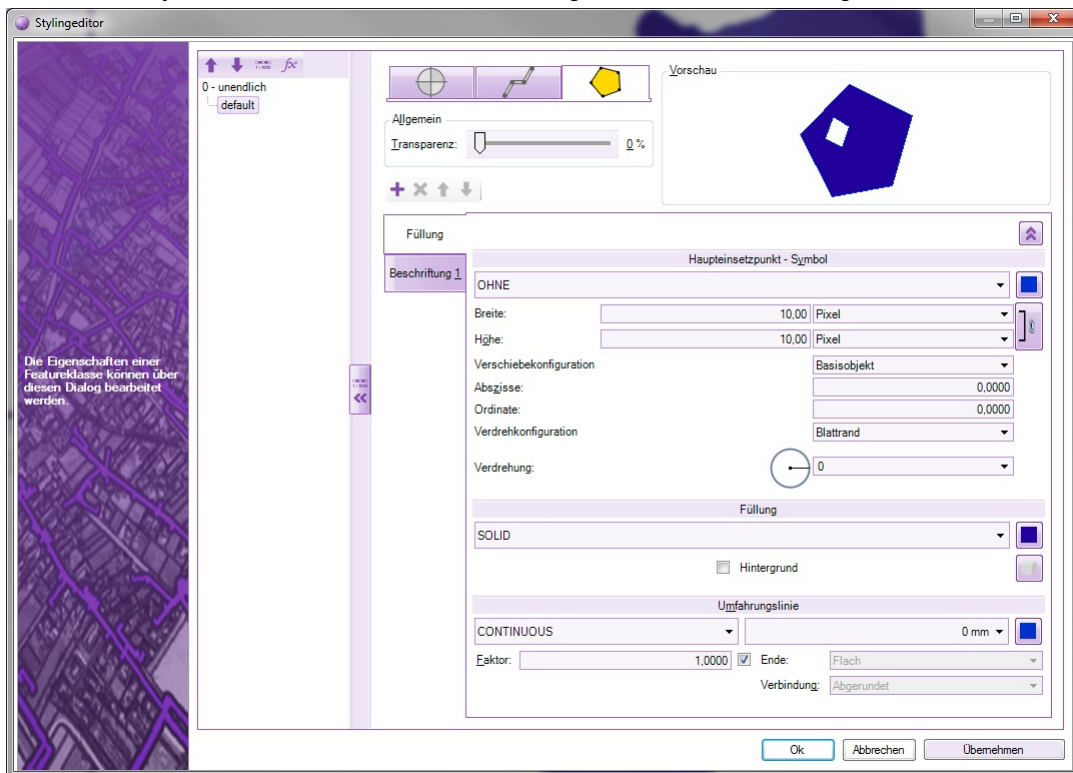 Stylingeditor
fx
0 - unendlich
default
Die Eigenschaften einer
Featureklasse können über
diesen Dialog bearbeitet
werden.
Allgemein
Transparenz:
0 %
Vorschau
Füllung
Beschriftung 1
Haupteinsetzpunkt - Symbol
OHNE
Breite: 10,00 Pixel
Höhe: 10,00 Pixel
Verschiebekonfiguration Basisobjekt
Abszisse: 0,0000
Ordinate: 0,0000
Verdrehkonfiguration Blattrand
Verdrehung: 0
Füllung
SOLID
Hintergrund
Umfahrungslinie
CONTINUOUS 0 mm
Faktor: 1,0000 Ende: Flach
Verbindung: Abgerundet
Ok Abbrechen Übernehmen